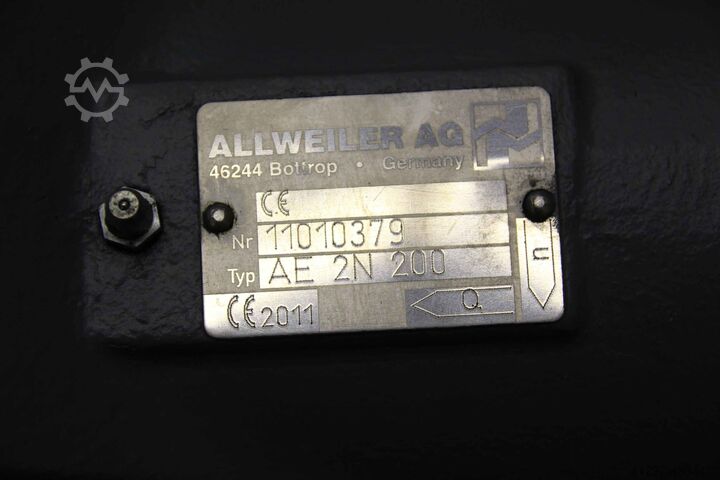 ALLWEILER AG
46244 Bottrop • Germany
CE
Nr 11010379
Typ AE 2N 200
CE 2011
Q
n